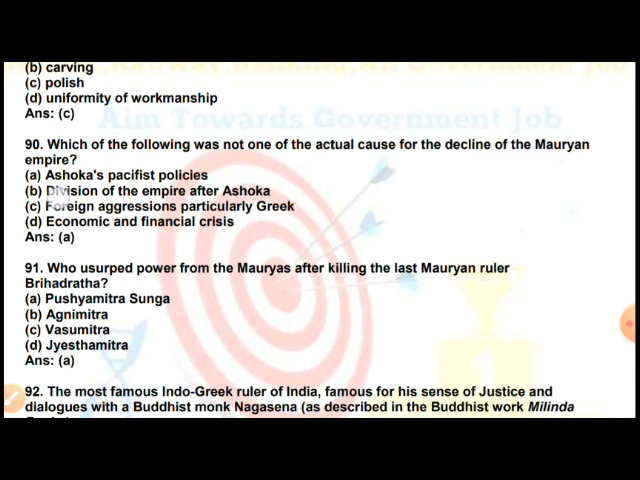 (b) carving
(c) polish
(d) uniformity of workmanship
Ans: (c)
Aim Towards Government Job
90. Which of the following was not one of the actual cause for the decline of the Mauryan
empire?
(a) Ashoka's pacifist policies
(b) Division of the empire after Ashoka
(c) Foreign aggressions particularly Greek
(d) Economic and financial crisis
Ans: (a)
91. Who usurped power from the Mauryas after killing the last Mauryan ruler
Brihadratha?
(a) Pushyamitra Sunga
(b) Agnimitra
(c) Vasumitra
(d) Jyesthamitra
Ans: (a)
92. The most famous Indo-Greek ruler of India, famous for his sense of Justice and
dialogues with a Buddhist monk Nagasena (as described in the Buddhist work Milinda